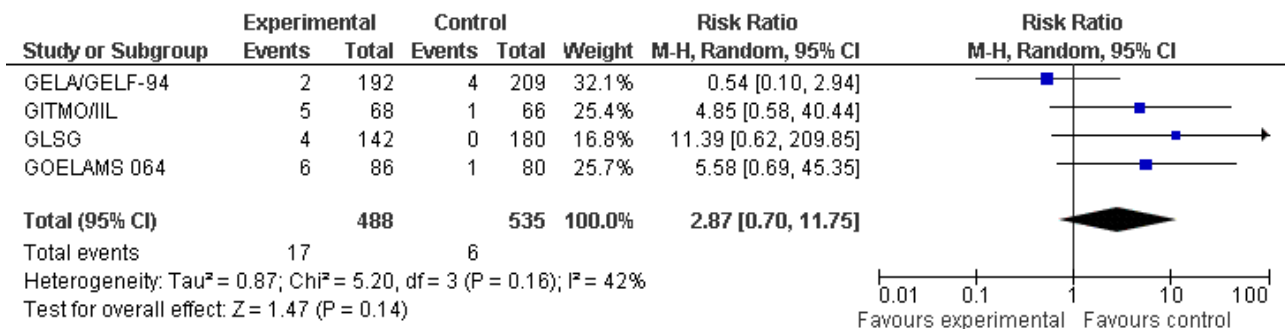 Experimental Control Risk Ratio Risk Ratio
Study or Subgroup Events Total Events Total Weight M-H, Random, 95% CI M-H, Random, 95% CI
GELA/GELF-94 2 192 4 209 32.1% 0.54 [0.10, 2.94]
GITMO/IIL 5 68 1 66 25.4% 4.85 [0.58, 40.44]
GLSG 4 142 0 180 16.8% 11.39 [0.62, 209.85]
GOELAMS 064 6 86 1 80 25.7% 5.58 [0.69, 45.35]
Total (95% CI) 488 535 100.0% 2.87 [0.70, 11.75]
Total events 17 6
Heterogeneity: Tau² = 0.87; Chi² = 5.20, df = 3 (P = 0.16); I² = 42%
Test for overall effect: Z = 1.47 (P = 0.14)
0.01 0.1 1 10 100
Favours experimental Favours control